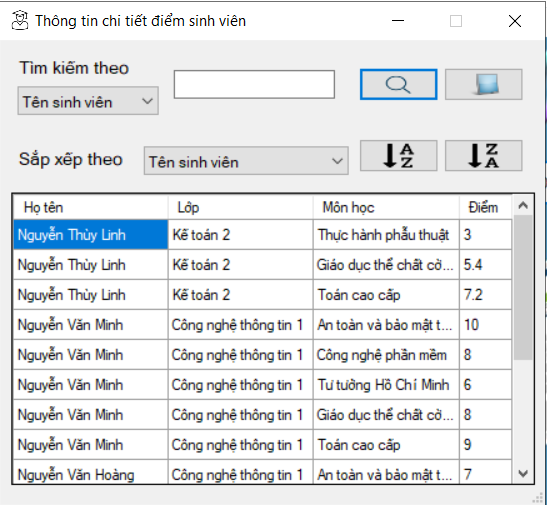 Thông tin chi tiết điểm sinh viên
Tìm kiếm theo
Tên sinh viên
Sắp xếp theo
Tên sinh viên
A Z
Z A
Họ tên Lớp Môn học Điểm
Nguyễn Thùy Linh Kế toán 2 Thực hành phẫu thuật 3
Nguyễn Thùy Linh Kế toán 2 Giáo dục thể chất cờ... 5.4
Nguyễn Thùy Linh Kế toán 2 Toán cao cấp 7.2
Nguyễn Văn Minh Công nghệ thông tin 1 An toàn và bảo mật t... 10
Nguyễn Văn Minh Công nghệ thông tin 1 Công nghệ phần mềm 8
Nguyễn Văn Minh Công nghệ thông tin 1 Tư tưởng Hồ Chí Minh 6
Nguyễn Văn Minh Công nghệ thông tin 1 Giáo dục thể chất cờ... 8
Nguyễn Văn Minh Công nghệ thông tin 1 Toán cao cấp 9
Nguyễn Văn Hoàng Công nghệ thông tin 1 An toàn và bảo mật t... 7